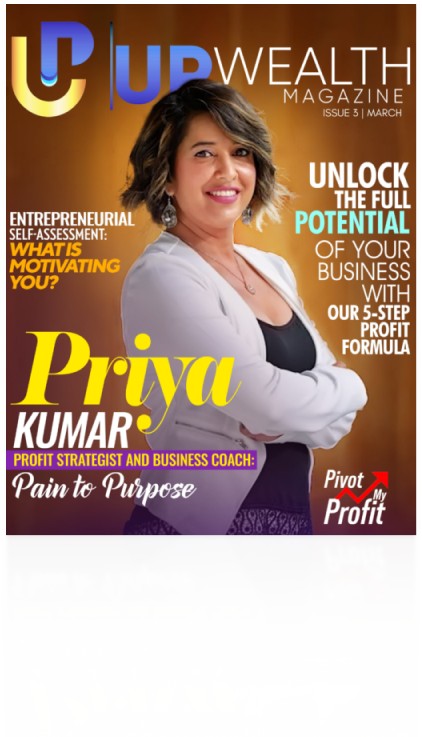 UP
UPWEALTH
MAGAZINE
ISSUE 3 | MARCH
UNLOCK
THE FULL
POTENTIAL
OF YOUR
BUSINESS
WITH
OUR 5-STEP
PROFIT
FORMULA
ENTREPRENEURIAL
SELF-ASSESSMENT:
WHAT IS
MOTIVATING
YOU?
Priya
KUMAR
PROFIT STRATEGIST AND BUSINESS COACH:
Pain to Purpose
Pivot
My
Profit